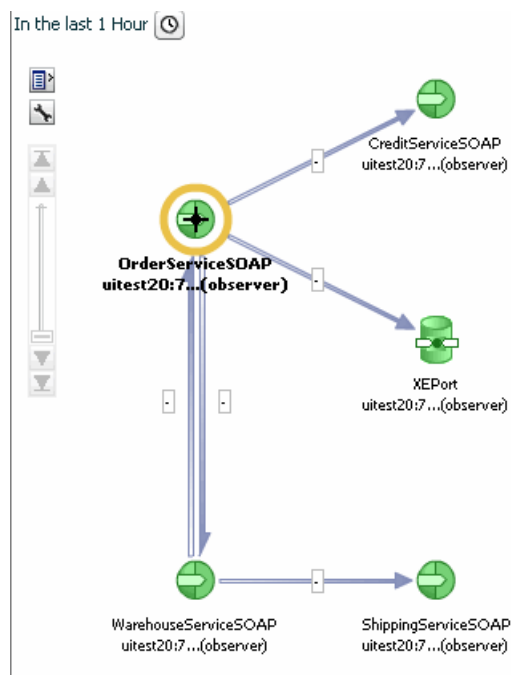 In the last 1 Hour
CreditServiceSOAP
uitest20:7...(observer)
-
OrderServiceSOAP
uitest20:7...(observer)
-
XEPort
uitest20:7...(observer)
-
-
WarehouseServiceSOAP
uitest20:7...(observer)
-
ShippingServiceSOAP
uitest20:7...(observer)